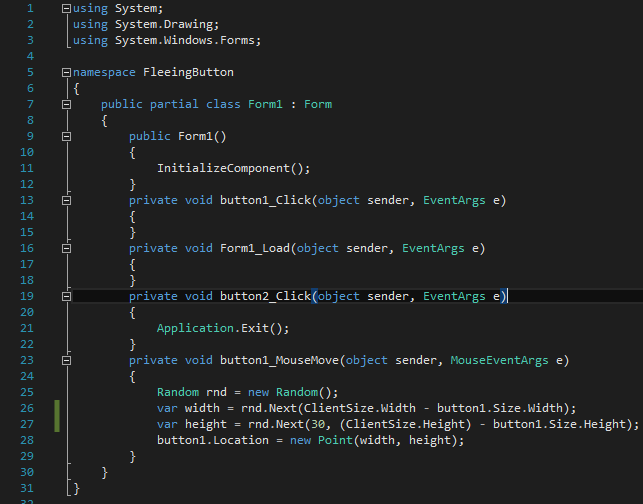 1 using System;
2 using System.Drawing;
3 using System.Windows.Forms;
4
5 namespace FleeingButton
6 {
7     public partial class Form1 : Form
8     {
9         public Form1()
10         {
11             InitializeComponent();
12         }
13         private void button1_Click(object sender, EventArgs e)
14         {
15         }
16         private void Form1_Load(object sender, EventArgs e)
17         {
18         }
19         private void button2_Click(object sender, EventArgs e)
20         {
21             Application.Exit();
22         }
23         private void button1_MouseMove(object sender, MouseEventArgs e)
24         {
25             Random rnd = new Random();
26             var width = rnd.Next(ClientSize.Width - button1.Size.Width);
27             var height = rnd.Next(30, (ClientSize.Height) - button1.Size.Height);
28             button1.Location = new Point(width, height);
29         }
30     }
31 }
32